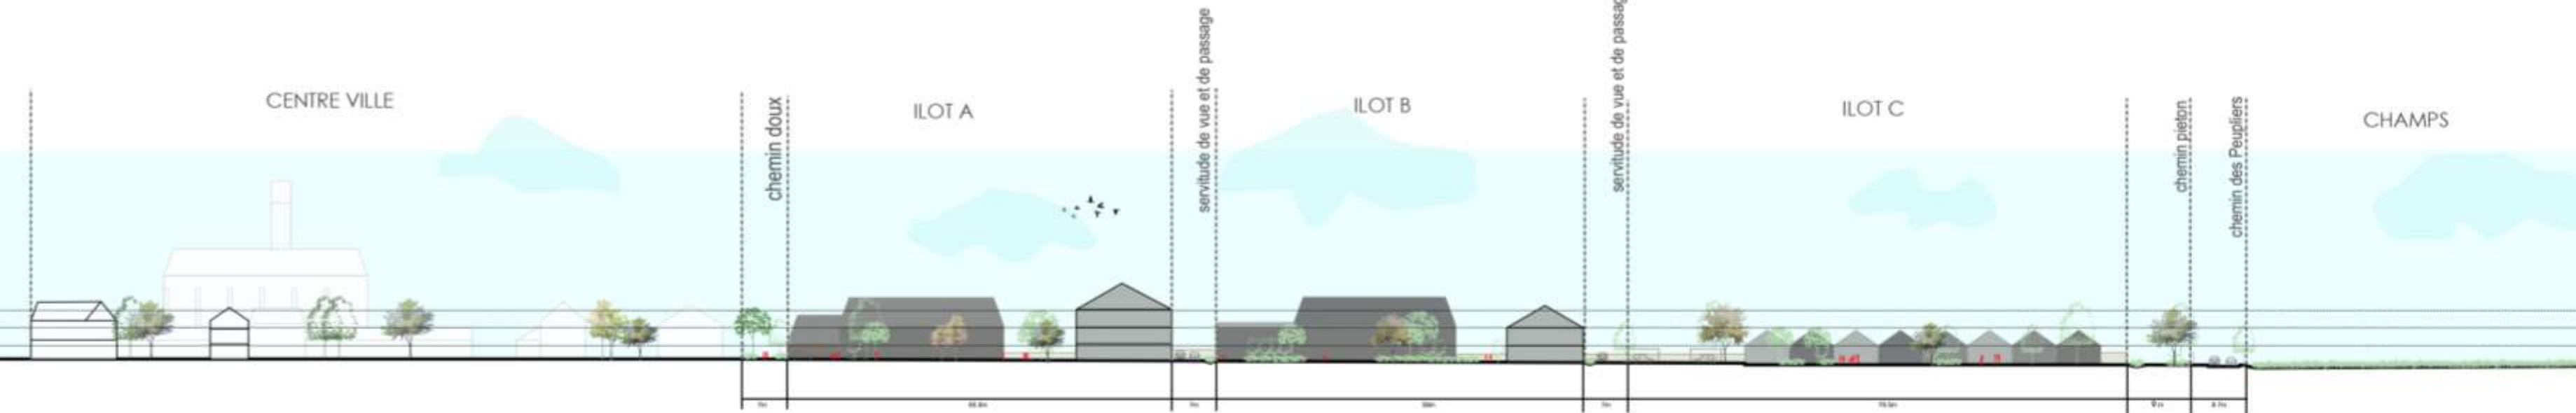 CENTRE VILLE
chemin doux
ILOT A
servitude de vue et de passage
ILOT B
servitude de vue et de
ILOT C
chemin pieton
chemin des Peupliers
CHAMPS
7m
7m
7m
9m